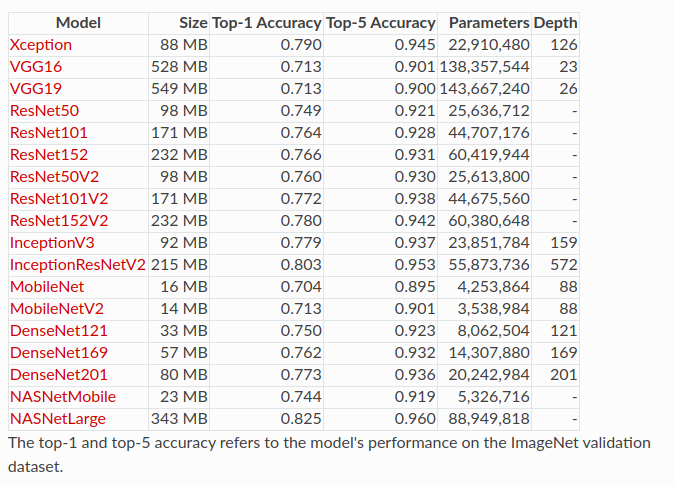 Model Size Top-1 Accuracy Top-5 Accuracy Parameters Depth
Xception 88 MB 0.790 0.945 22,910,480 126
VGG16 528 MB 0.713 0.901 138,357,544 23
VGG19 549 MB 0.713 0.900 143,667,240 26
ResNet50 98 MB 0.749 0.921 25,636,712 -
ResNet101 171 MB 0.764 0.928 44,707,176 -
ResNet152 232 MB 0.766 0.931 60,419,944 -
ResNet50V2 98 MB 0.760 0.930 25,613,800 -
ResNet101V2 171 MB 0.772 0.938 44,675,560 -
ResNet152V2 232 MB 0.780 0.942 60,380,648 -
InceptionV3 92 MB 0.779 0.937 23,851,784 159
InceptionResNetV2 215 MB 0.803 0.953 55,873,736 572
MobileNet 16 MB 0.704 0.895 4,253,864 88
MobileNetV2 14 MB 0.713 0.901 3,538,984 88
DenseNet121 33 MB 0.750 0.923 8,062,504 121
DenseNet169 57 MB 0.762 0.932 14,307,880 169
DenseNet201 80 MB 0.773 0.936 20,242,984 201
NASNetMobile 23 MB 0.744 0.919 5,326,716 -
NASNetLarge 343 MB 0.825 0.960 88,949,818 -
The top-1 and top-5 accuracy refers to the model's performance on the ImageNet validation
dataset.